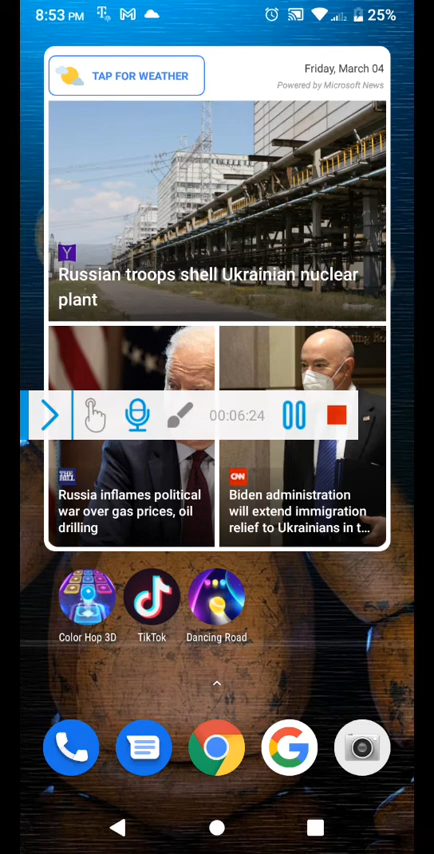 8:53 PM
25%
TAP FOR WEATHER
Friday, March 04
Powered by Microsoft News
Y
Russian troops shell Ukrainian nuclear
plant
00:06:24
THE HILL
CNN
Russia inflames political
war over gas prices, oil
drilling
Biden administration
will extend immigration
relief to Ukrainians in t...
Color Hop 3D
TikTok
Dancing Road